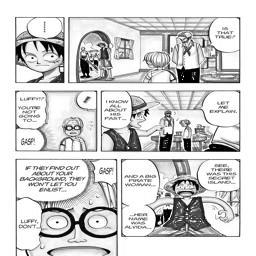 ...
IS
THAT
TRUE?
LUFFY!?
YOU'RE
NOT
GOING
TO...
GASP!
I KNOW
ALL
ABOUT
HIS
PAST...
LET
ME
EXPLAIN.
IF THEY FIND OUT
ABOUT YOUR
BACKGROUND, THEY
WON'T LET YOU
ENLIST...
GASP!
LUFFY,
DON'T...
SEE,
THERE
WAS THIS
SECRET
ISLAND...
AND A BIG
PIRATE
WOMAN...
...HER
NAME
WAS
ALVIDA...